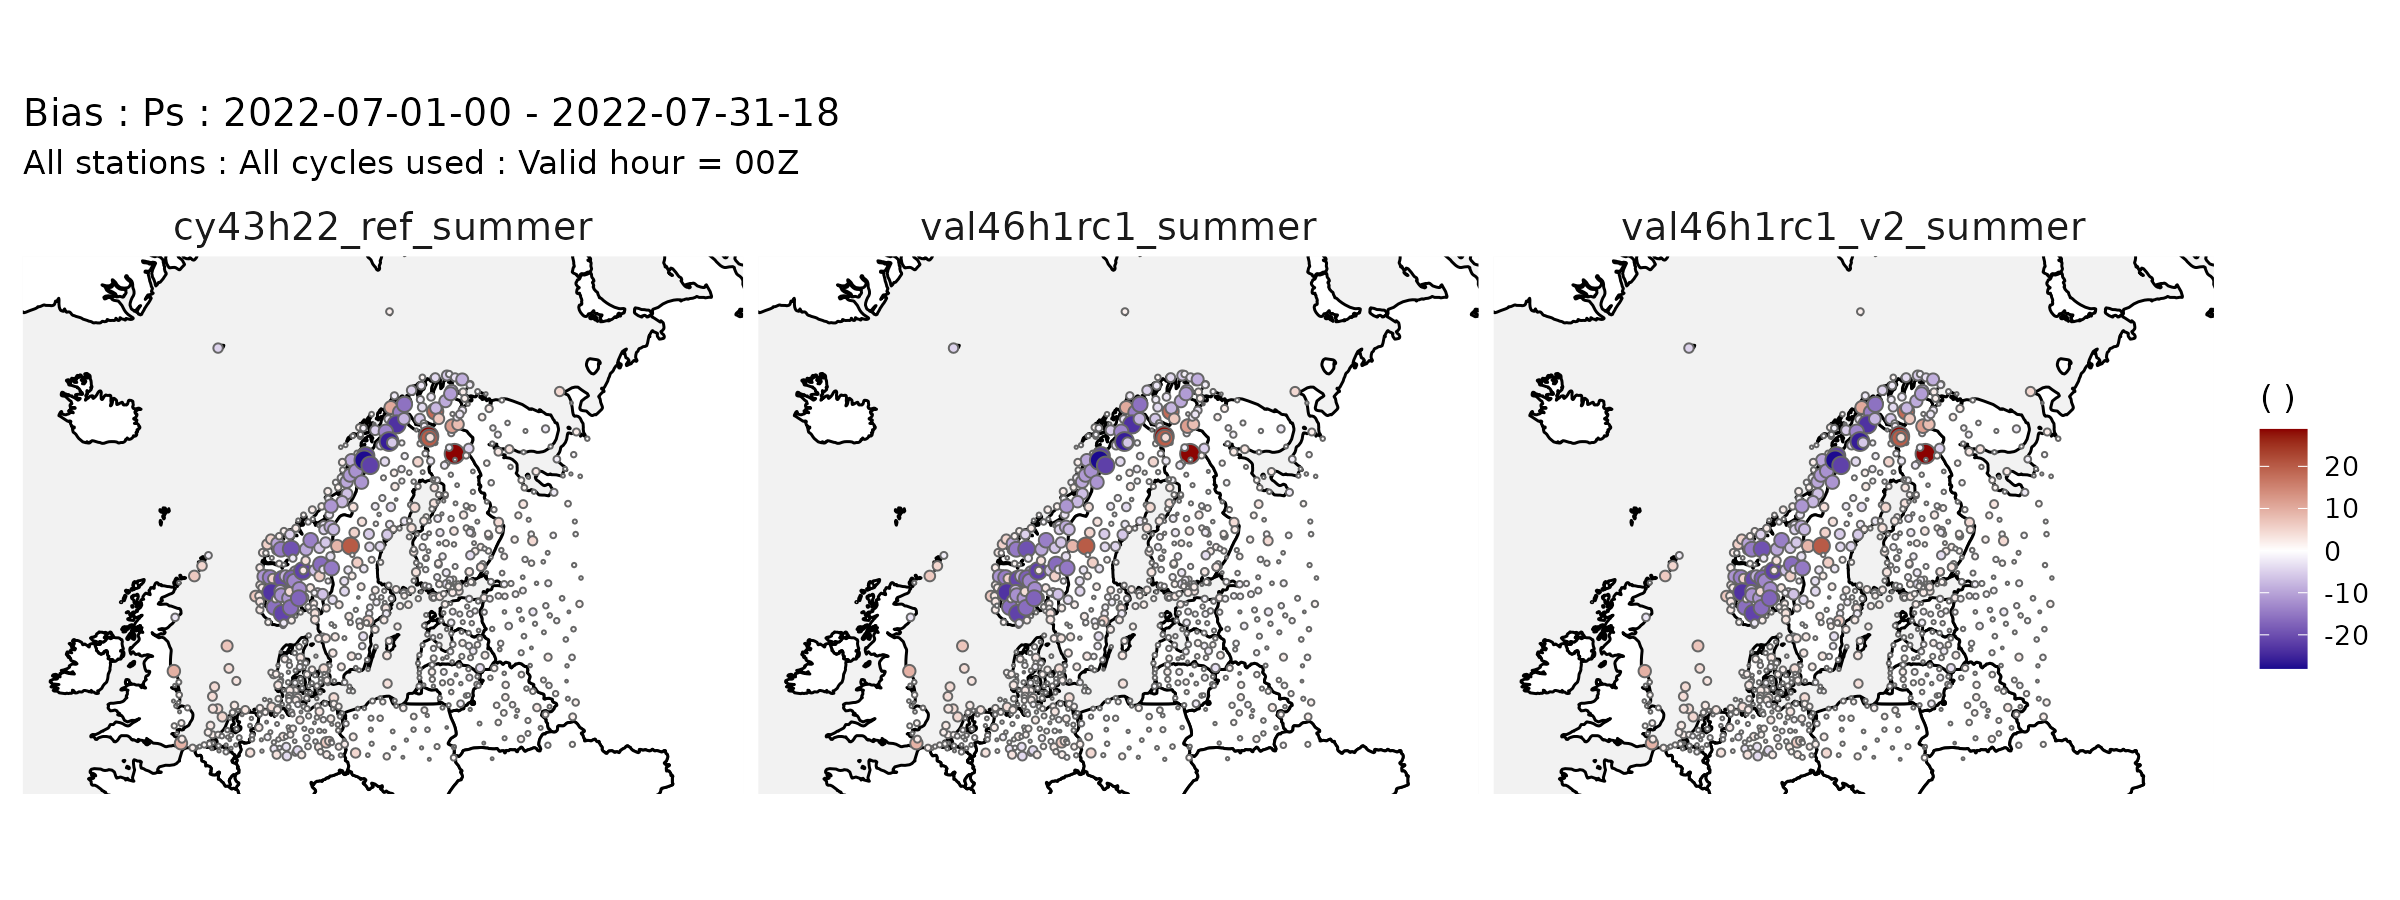 Bias : Ps : 2022-07-01-00 - 2022-07-31-18
All stations : All cycles used : Valid hour = 00Z
cy43h22_ref_summer
val46h1rc1_summer
val46h1rc1_v2_summer
( )
20
10
0
-10
-20